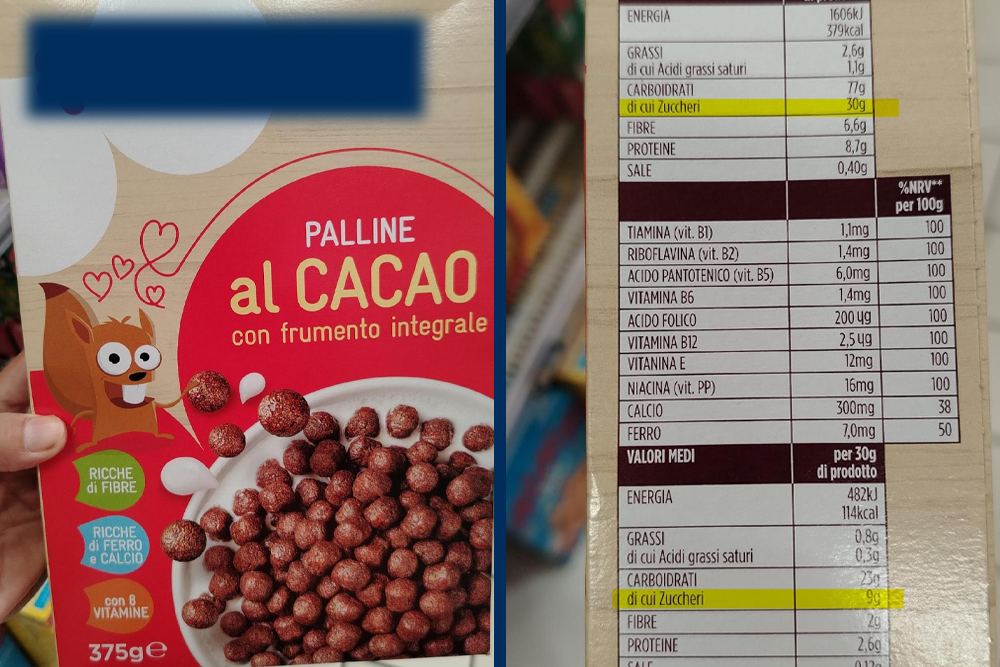 PALLINE
al CACAO
con frumento integrale
RICCHE
di FIBRE
RICCHE
di FERRO
e CALCIO
con 8
VITAMINE
375g e
ENERGIA 1606kJ
379kcal
GRASSI 2,6g
di cui Acidi grassi saturi 1,1g
CARBOIDRATI 77g
di cui Zuccheri 30g
FIBRE 6,6g
PROTEINE 8,7g
SALE 0,40g
%NRV**
per 100g
TIAMINA (vit. B1) 1,1mg 100
RIBOFLAVINA (vit. B2) 1,4mg 100
ACIDO PANTOTENICO (vit. B5) 6,0mg 100
VITAMINA B6 1,4mg 100
ACIDO FOLICO 200 µg 100
VITAMINA B12 2,5 µg 100
VITANINA E 12mg 100
NIACINA (vit. PP) 16mg 100
CALCIO 300mg 38
FERRO 7,0mg 50
VALORI MEDI per 30g
di prodotto
ENERGIA 482kJ
114kcal
GRASSI 0,8g
di cui Acidi grassi saturi 0,3g
CARBOIDRATI 23g
di cui Zuccheri 9g
FIBRE 2g
PROTEINE 2,6g
SALE 0,12g